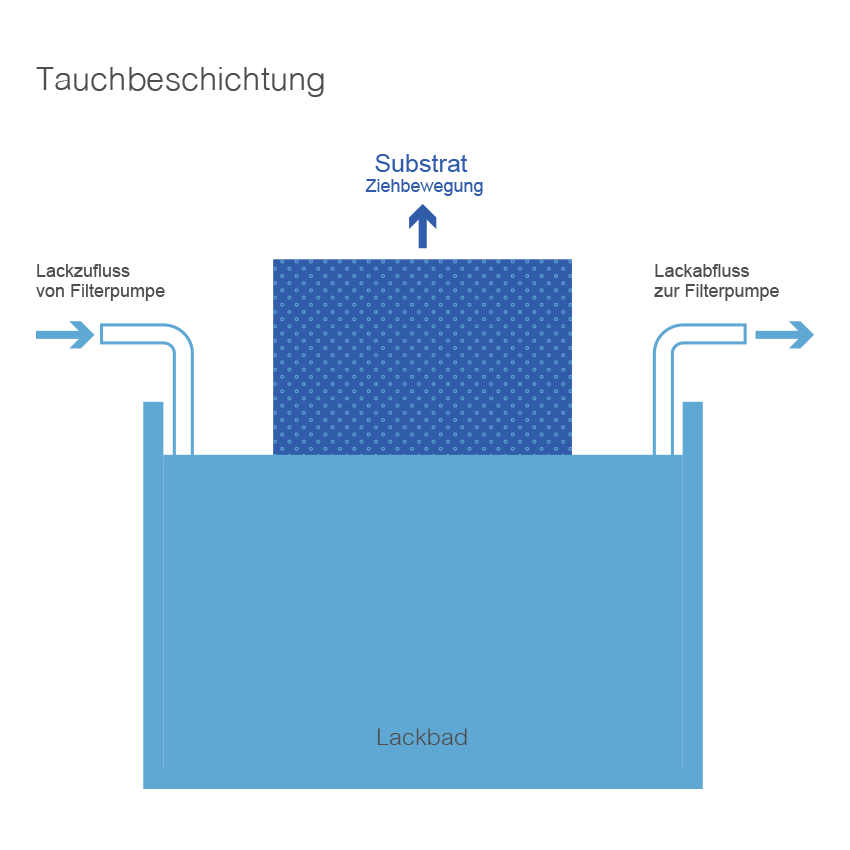 Tauchbeschichtung
Substrat
Ziehbewegung
Lackzufluss
von Filterpumpe
Lackabfluss
zur Filterpumpe
Lackbad